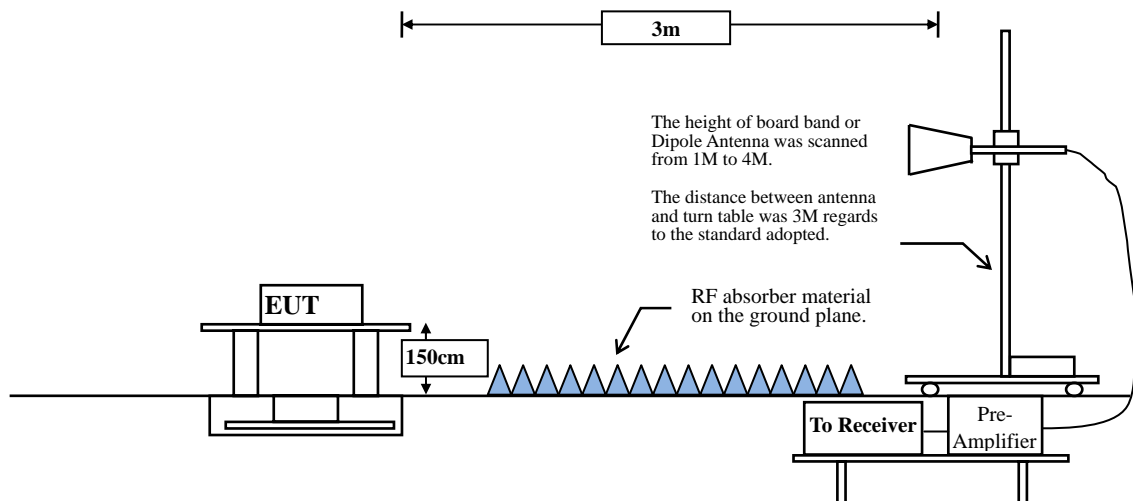 3m
The height of board band or
Dipole Antenna was scanned
from 1M to 4M.
The distance between antenna
and turn table was 3M regards
to the standard adopted.
EUT
RF absorber material
on the ground plane.
150cm
To Receiver
Pre-
Amplifier